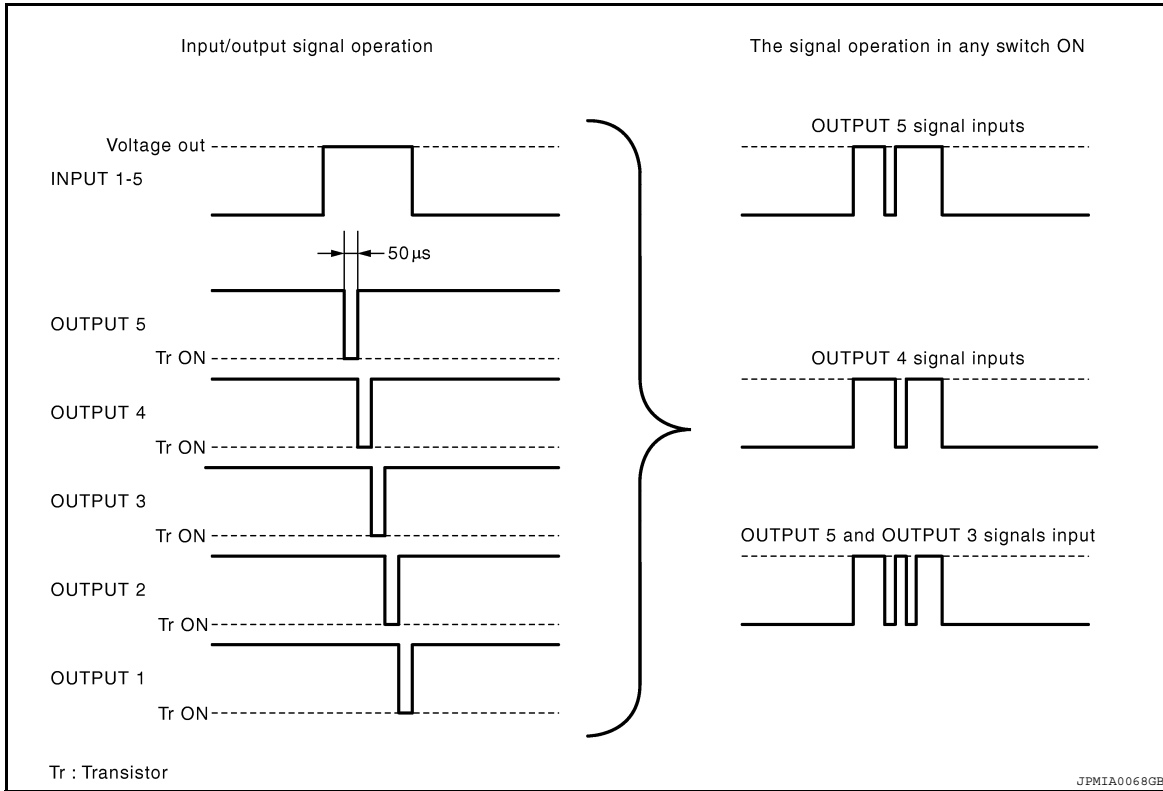 Input/output signal operation
The signal operation in any switch ON
Voltage out
INPUT 1-5
50 µs
OUTPUT 5
Tr ON
OUTPUT 4
Tr ON
OUTPUT 3
Tr ON
OUTPUT 2
Tr ON
OUTPUT 1
Tr ON
OUTPUT 5 signal inputs
OUTPUT 4 signal inputs
OUTPUT 5 and OUTPUT 3 signals input
Tr : Transistor
JPMIA0068GB